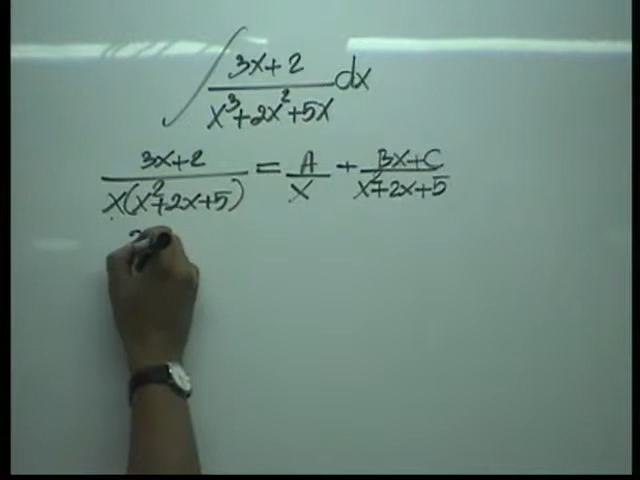 ∫ (3x+2)/(x³+2x²+5x) dx
(3x+2)/(x(x²+2x+5)) = A/x + (Bx+C)/(x²+2x+5)